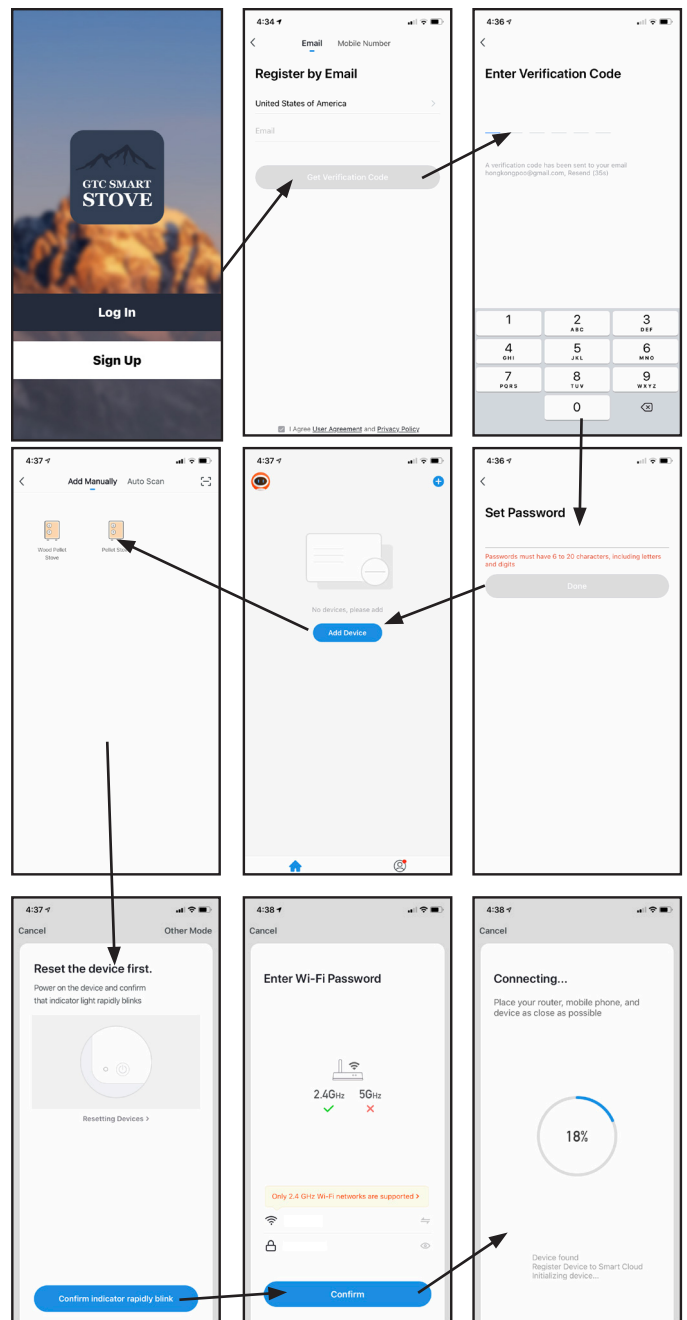 GTC SMART
STOVE
Log In
Sign Up
4:34
Email Mobile Number
Register by Email
United States of America
Email
Get Verification Code
I Agree User Agreement and Privacy Policy
4:36
Enter Verification Code
A verification code has been sent to your email
hongkongpoo@gmail.com, Resend (36s)
1 2 3
ABC DEF
4 5 6
GHI JKL MNO
7 8 9
PQRS TUV WXYZ
0
4:37
Add Manually Auto Scan
Wood Pellet
Stove
Pellet Stove
4:37
No devices, please add
Add Device
4:36
Set Password
Passwords must have 6 to 20 characters, including letters
and digits
Done
4:37
Cancel Other Mode
Reset the device first.
Power on the device and confirm
that indicator light rapidly blinks
Resetting Devices >
Confirm indicator rapidly blink
4:38
Cancel
Enter Wi-Fi Password
2.4GHz 5GHz
Only 2.4 GHz Wi-Fi networks are supported >
Confirm
4:38
Cancel
Connecting...
Place your router, mobile phone, and
device as close as possible
18%
Device found
Register Device to Smart Cloud
Initializing device...